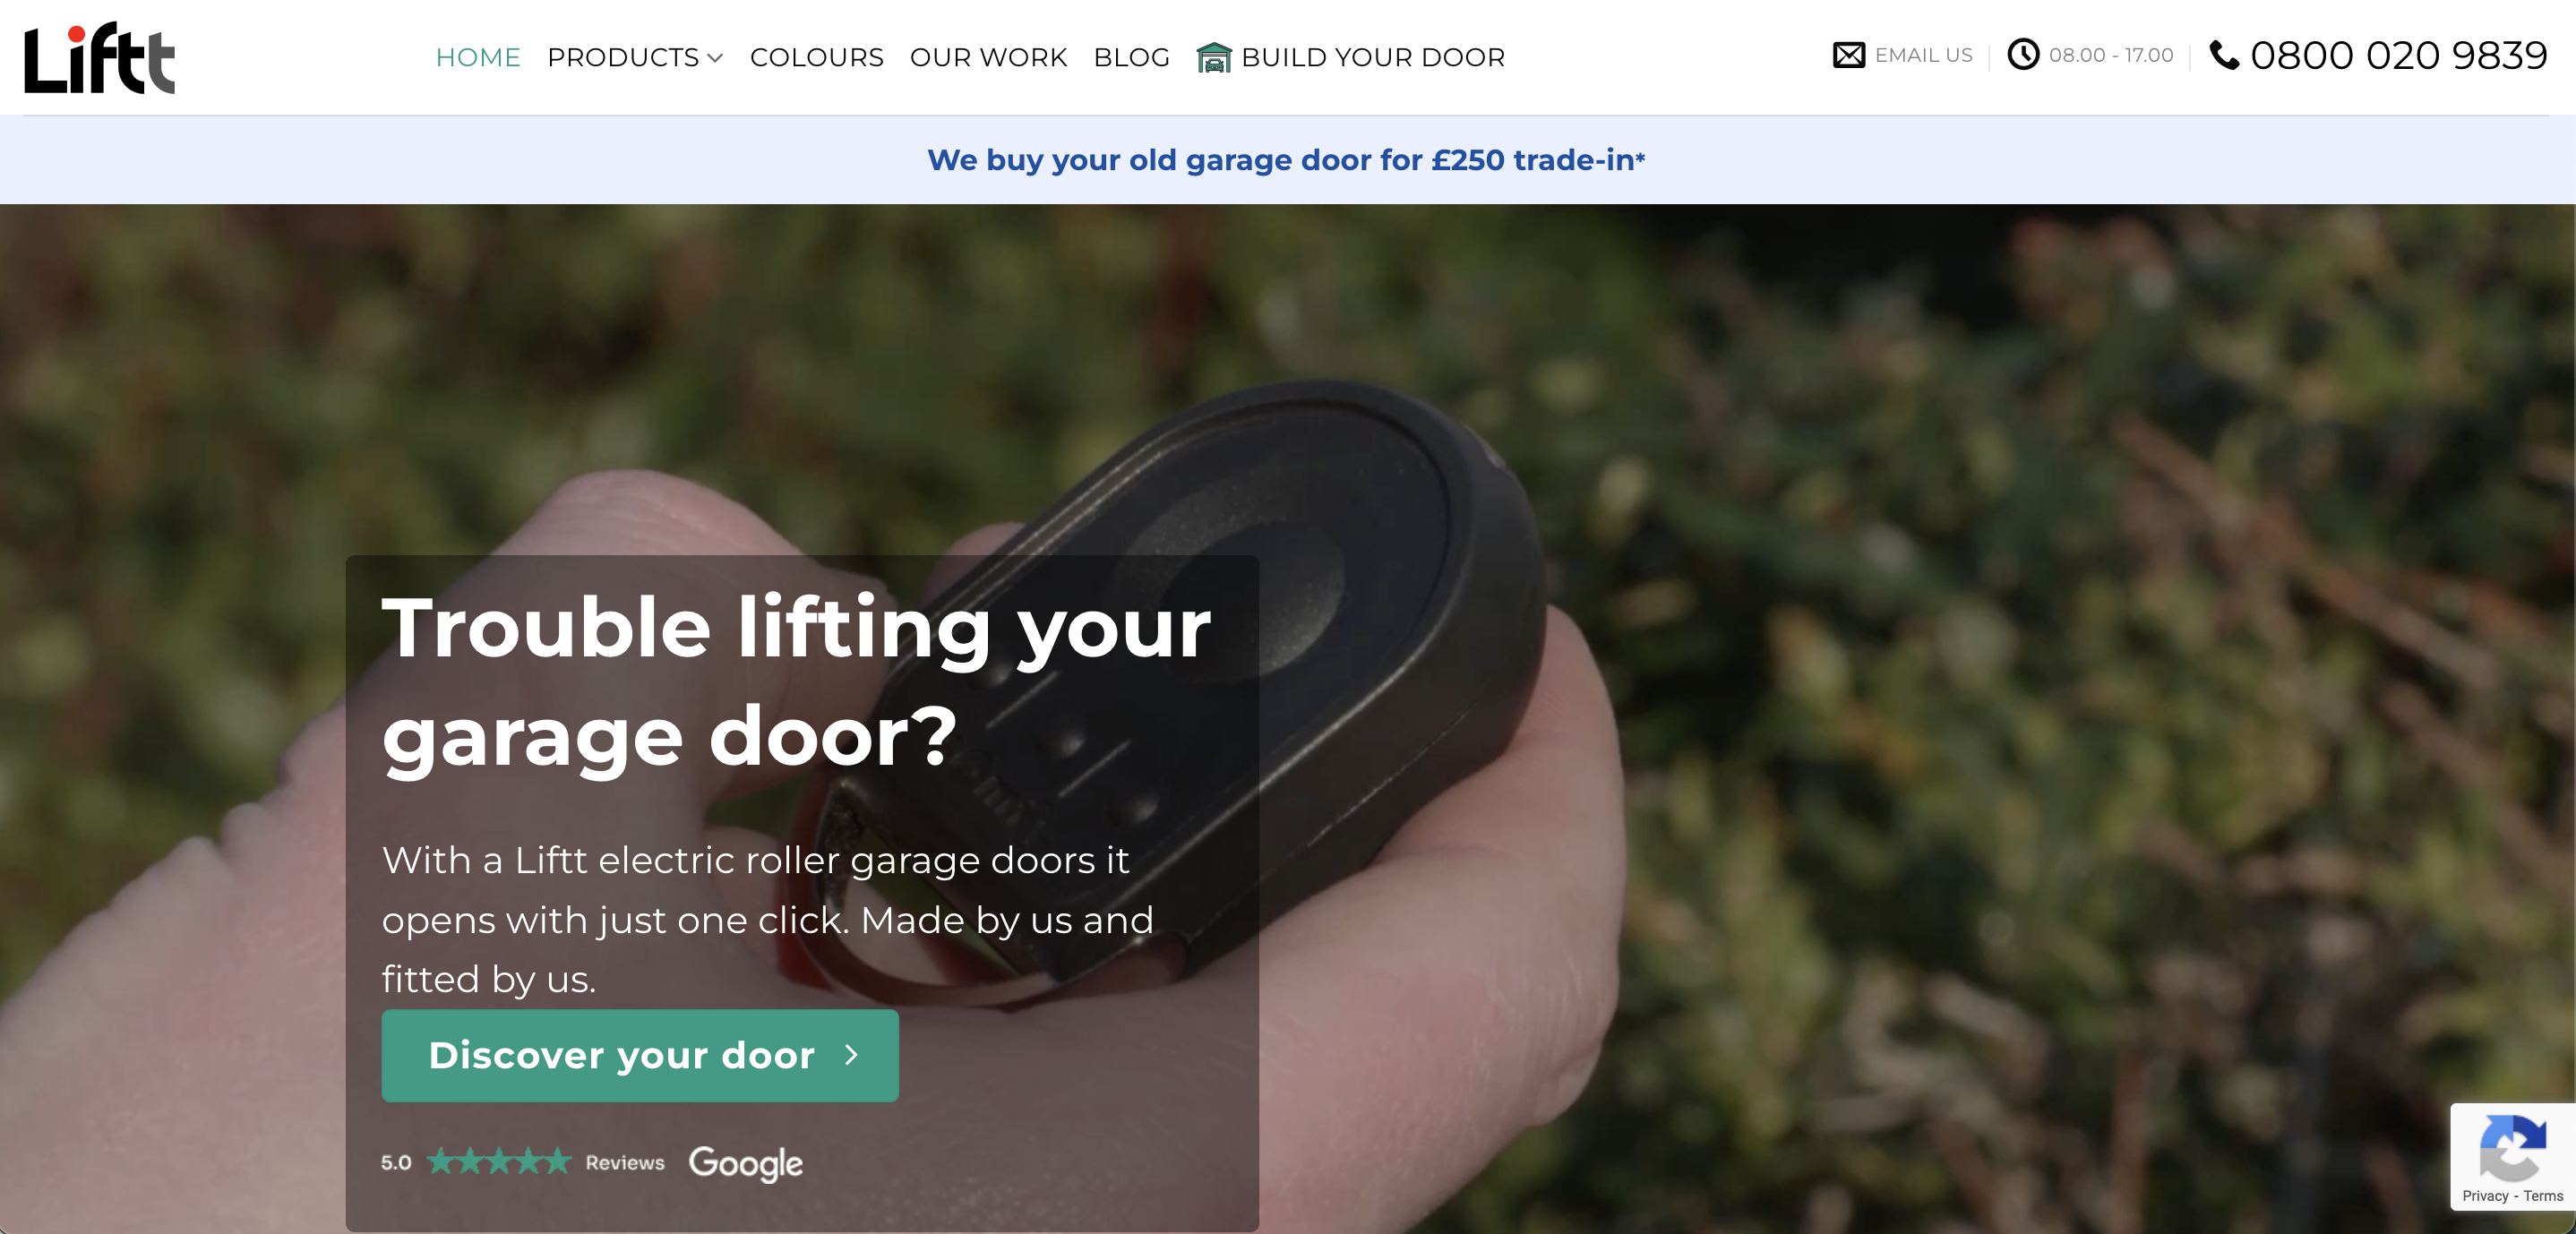 Liftt
HOME PRODUCTS COLOURS OUR WORK BLOG BUILD YOUR DOOR
EMAIL US 08.00 - 17.00 0800 020 9839
We buy your old garage door for £250 trade-in*
Trouble lifting your
garage door?
With a Liftt electric roller garage doors it
opens with just one click. Made by us and
fitted by us.
Discover your door
5.0 Reviews Google
Privacy - Terms